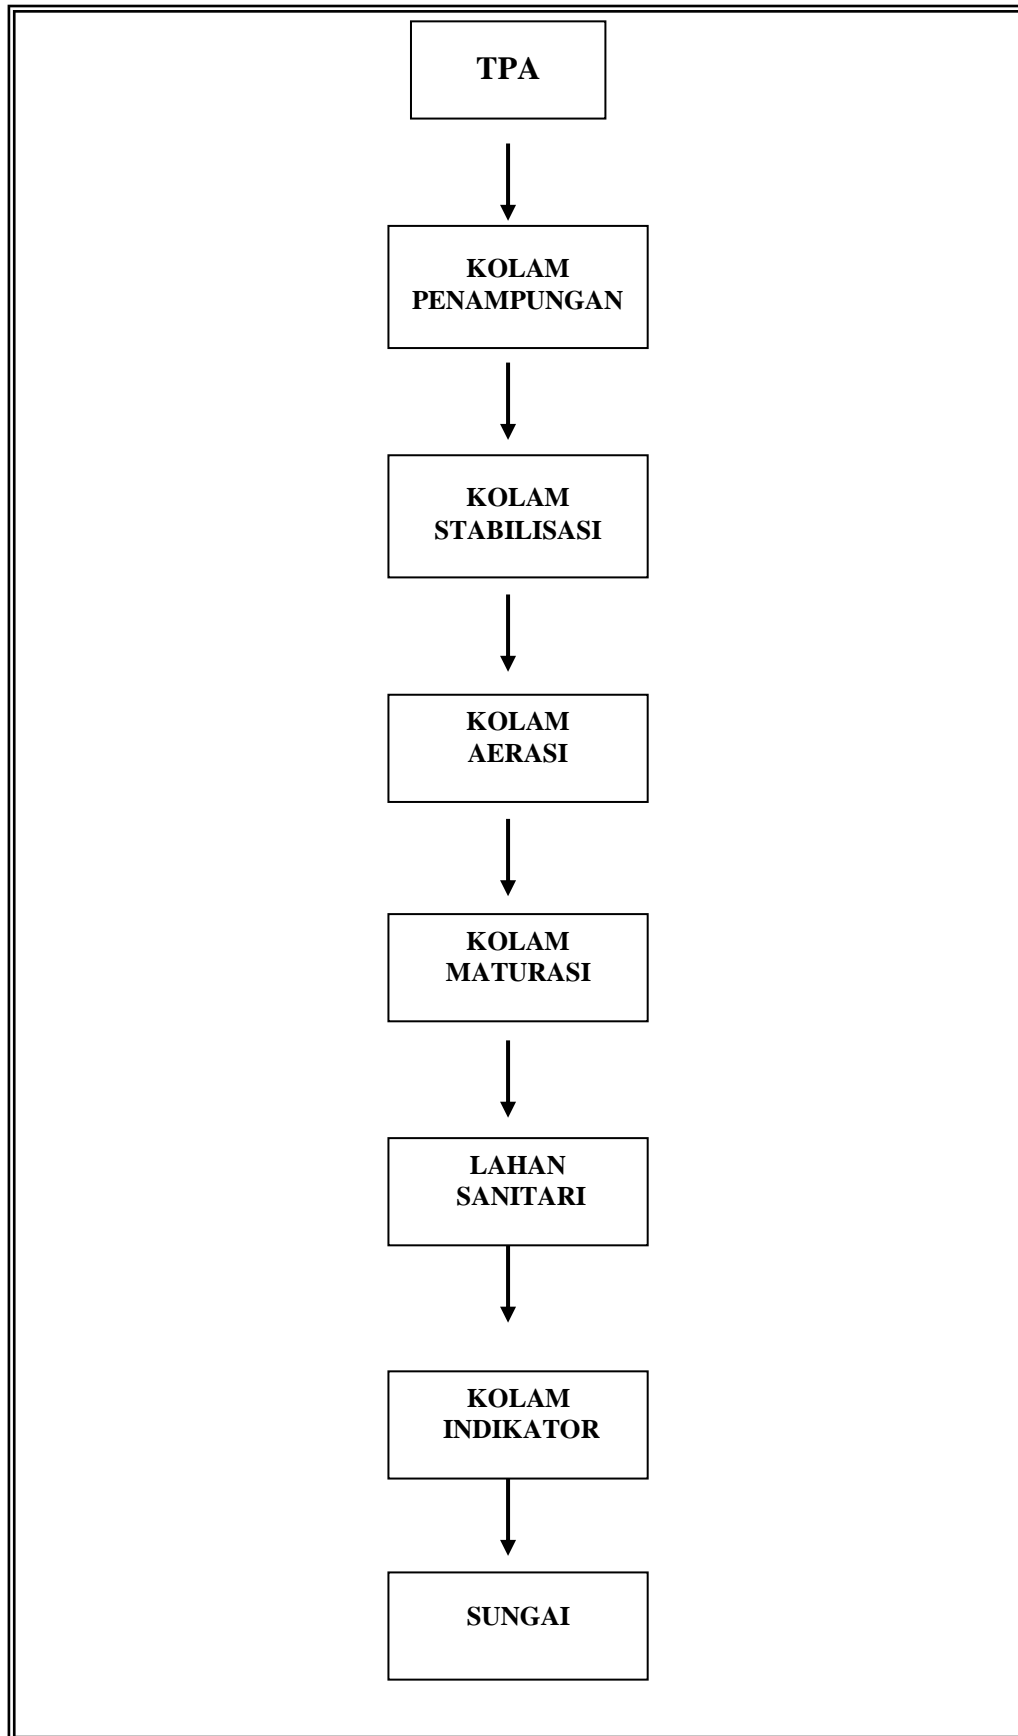 TPA
KOLAM
PENAMPUNGAN
KOLAM
STABILISASI
KOLAM
AERASI
KOLAM
MATURASI
LAHAN
SANITARI
KOLAM
INDIKATOR
SUNGAI